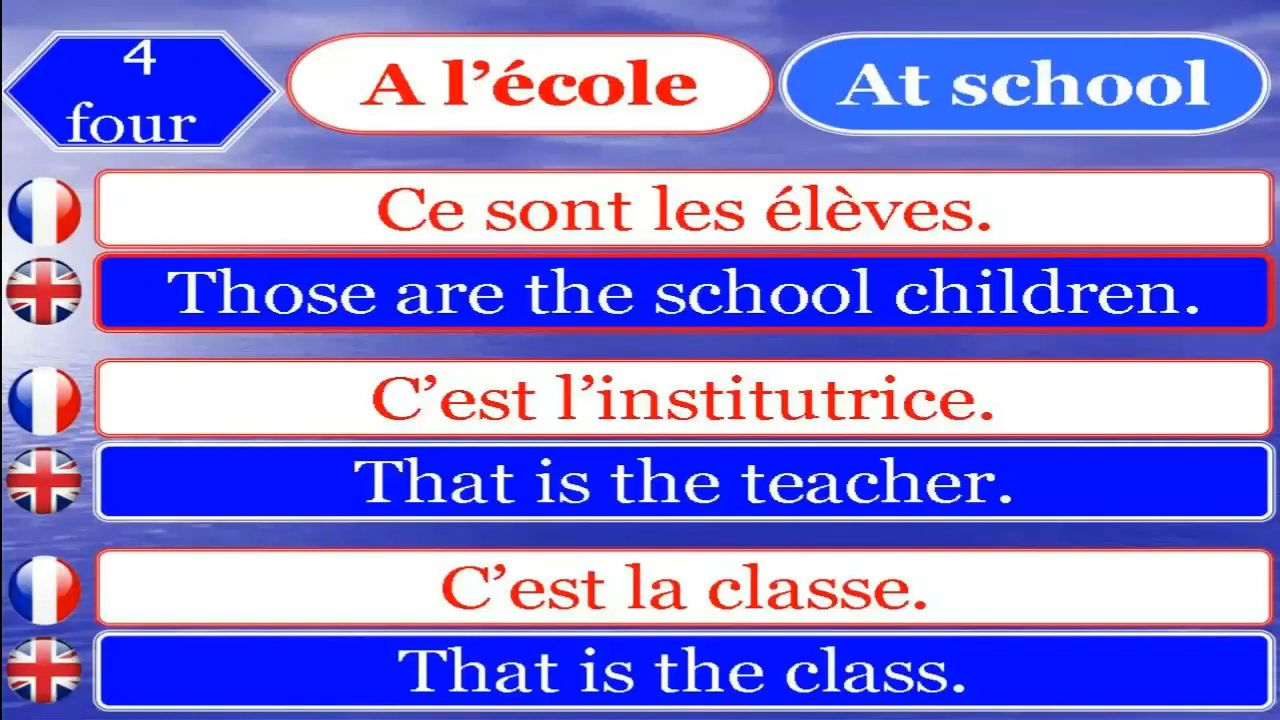 4
four
A l’école
At school
Ce sont les élèves.
Those are the school children.
C’est l’institutrice.
That is the teacher.
C’est la classe.
That is the class.